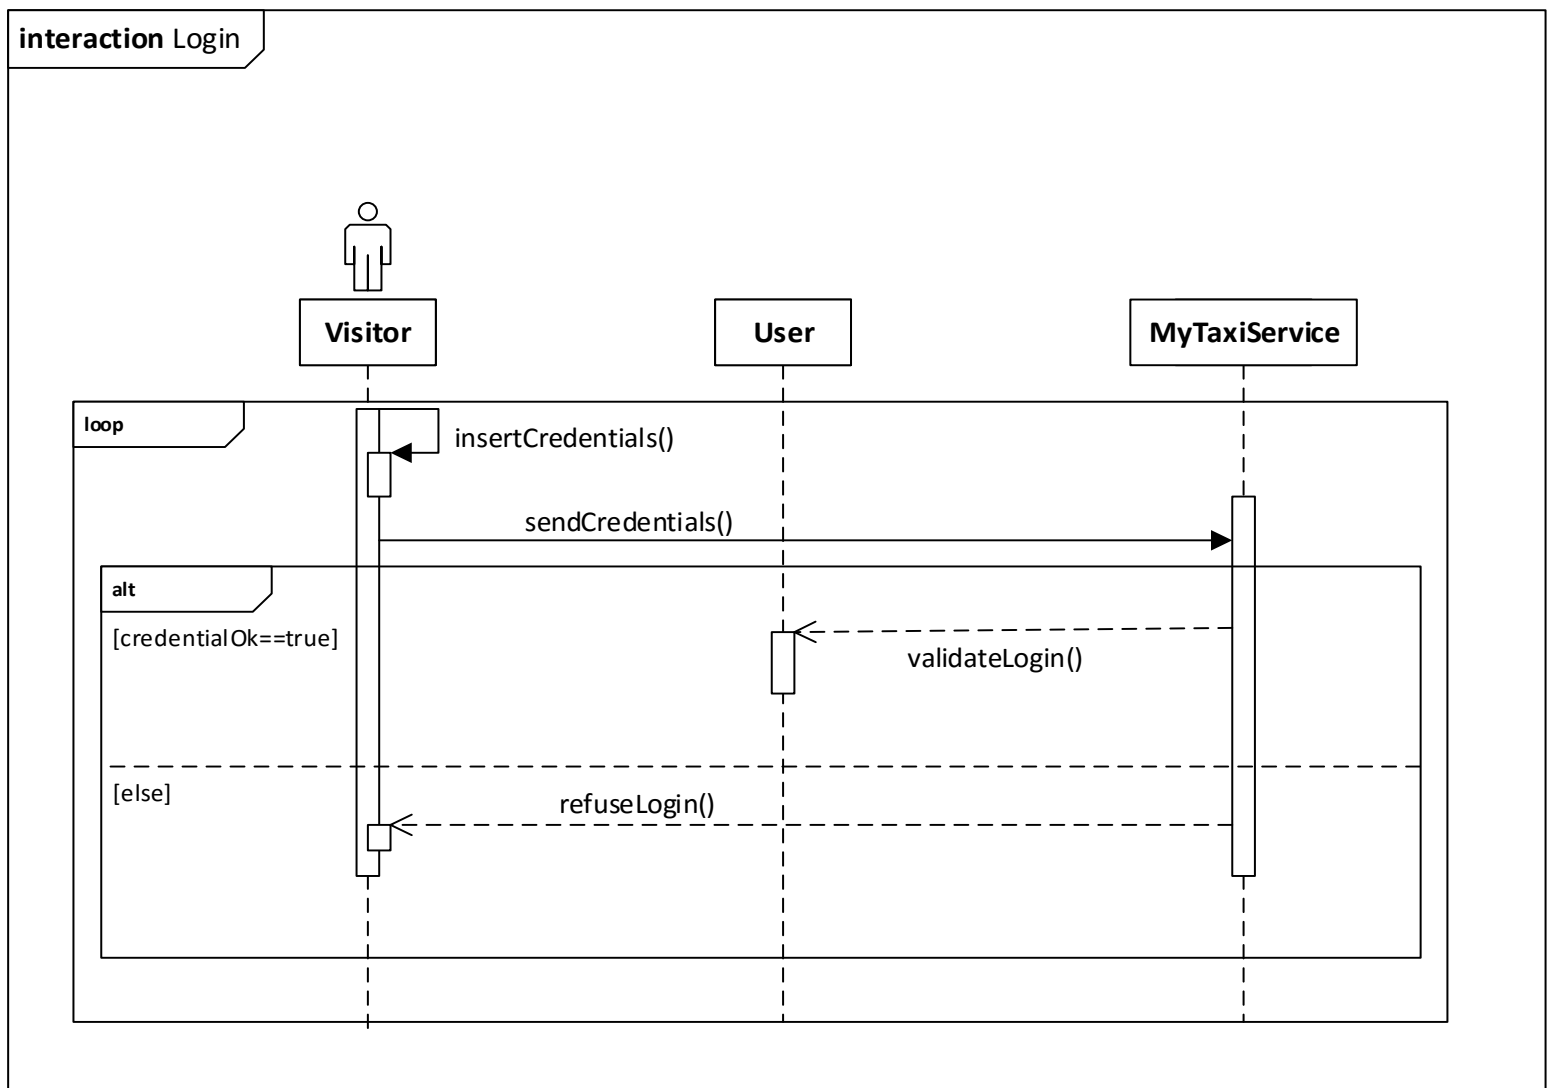 interaction Login
Visitor
User
MyTaxiService
loop
insertCredentials()
sendCredentials()
alt
[credentialOk==true]
validateLogin()
[else]
refuseLogin()